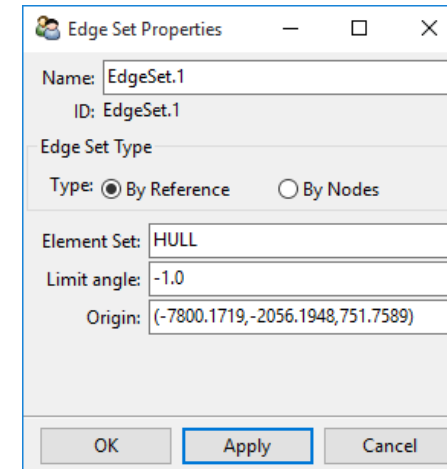 Edge Set Properties
Name: EdgeSet.1
ID: EdgeSet.1
Edge Set Type
Type: By Reference By Nodes
Element Set: HULL
Limit angle: -1.0
Origin: (-7800.1719,-2056.1948,751.7589)
OK Apply Cancel